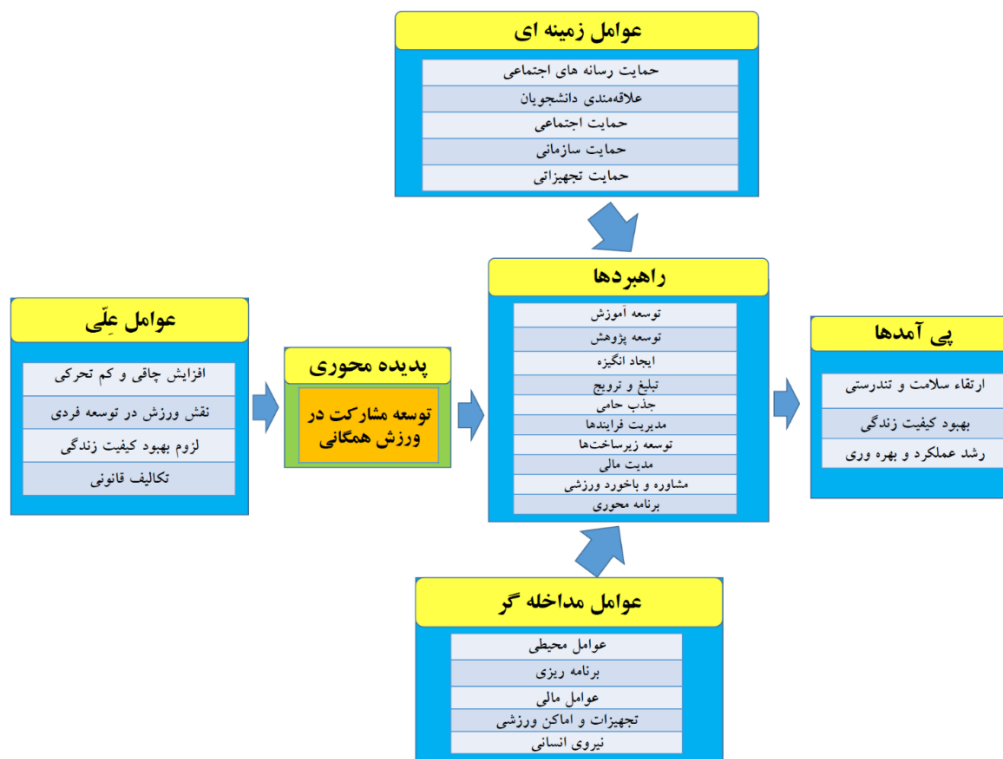 عوامل زمینه ای
حمایت رسانه های اجتماعی
علاقه‌مندی دانشجویان
حمایت اجتماعی
حمایت سازمانی
حمایت تجهیزاتی
عوامل عِلّی
افزایش چاقی و کم تحرکی
نقش ورزش در توسعه فردی
لزوم بهبود کیفیت زندگی
تکالیف قانونی
پدیده محوری
توسعه مشارکت در
ورزش همگانی
راهبردها
توسعه آموزش
توسعه پژوهش
ایجاد انگیزه
تبلیغ و ترویج
جذب حامی
مدیریت فرایندها
توسعه زیرساخت‌ها
مدیت مالی
مشاوره و باخورد ورزشی
برنامه محوری
پی آمدها
ارتقاء سلامت و تندرستی
بهبود کیفیت زندگی
رشد عملکرد و بهره وری
عوامل مداخله گر
عوامل محیطی
برنامه ریزی
عوامل مالی
تجهیزات و اماکن ورزشی
نیروی انسانی